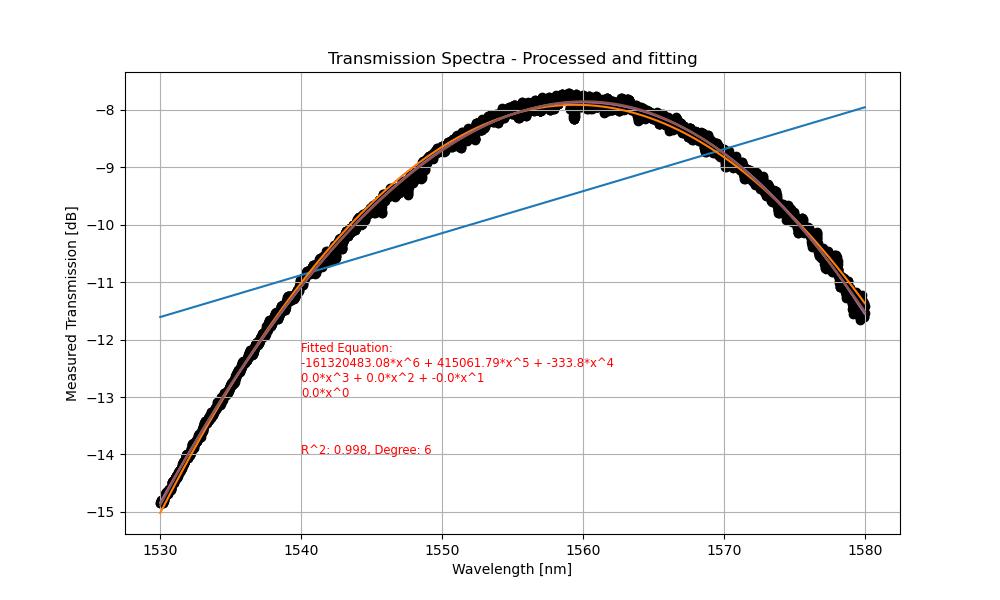 Transmission Spectra - Processed and fitting
Measured Transmission [dB]
−8
−9
−10
−11
−12
−13
−14
−15
Fitted Equation:
-161320483.08*x^6 + 415061.79*x^5 + -333.8*x^4
0.0*x^3 + 0.0*x^2 + -0.0*x^1
0.0*x^0
R^2: 0.998, Degree: 6
1530 1540 1550 1560 1570 1580
Wavelength [nm]